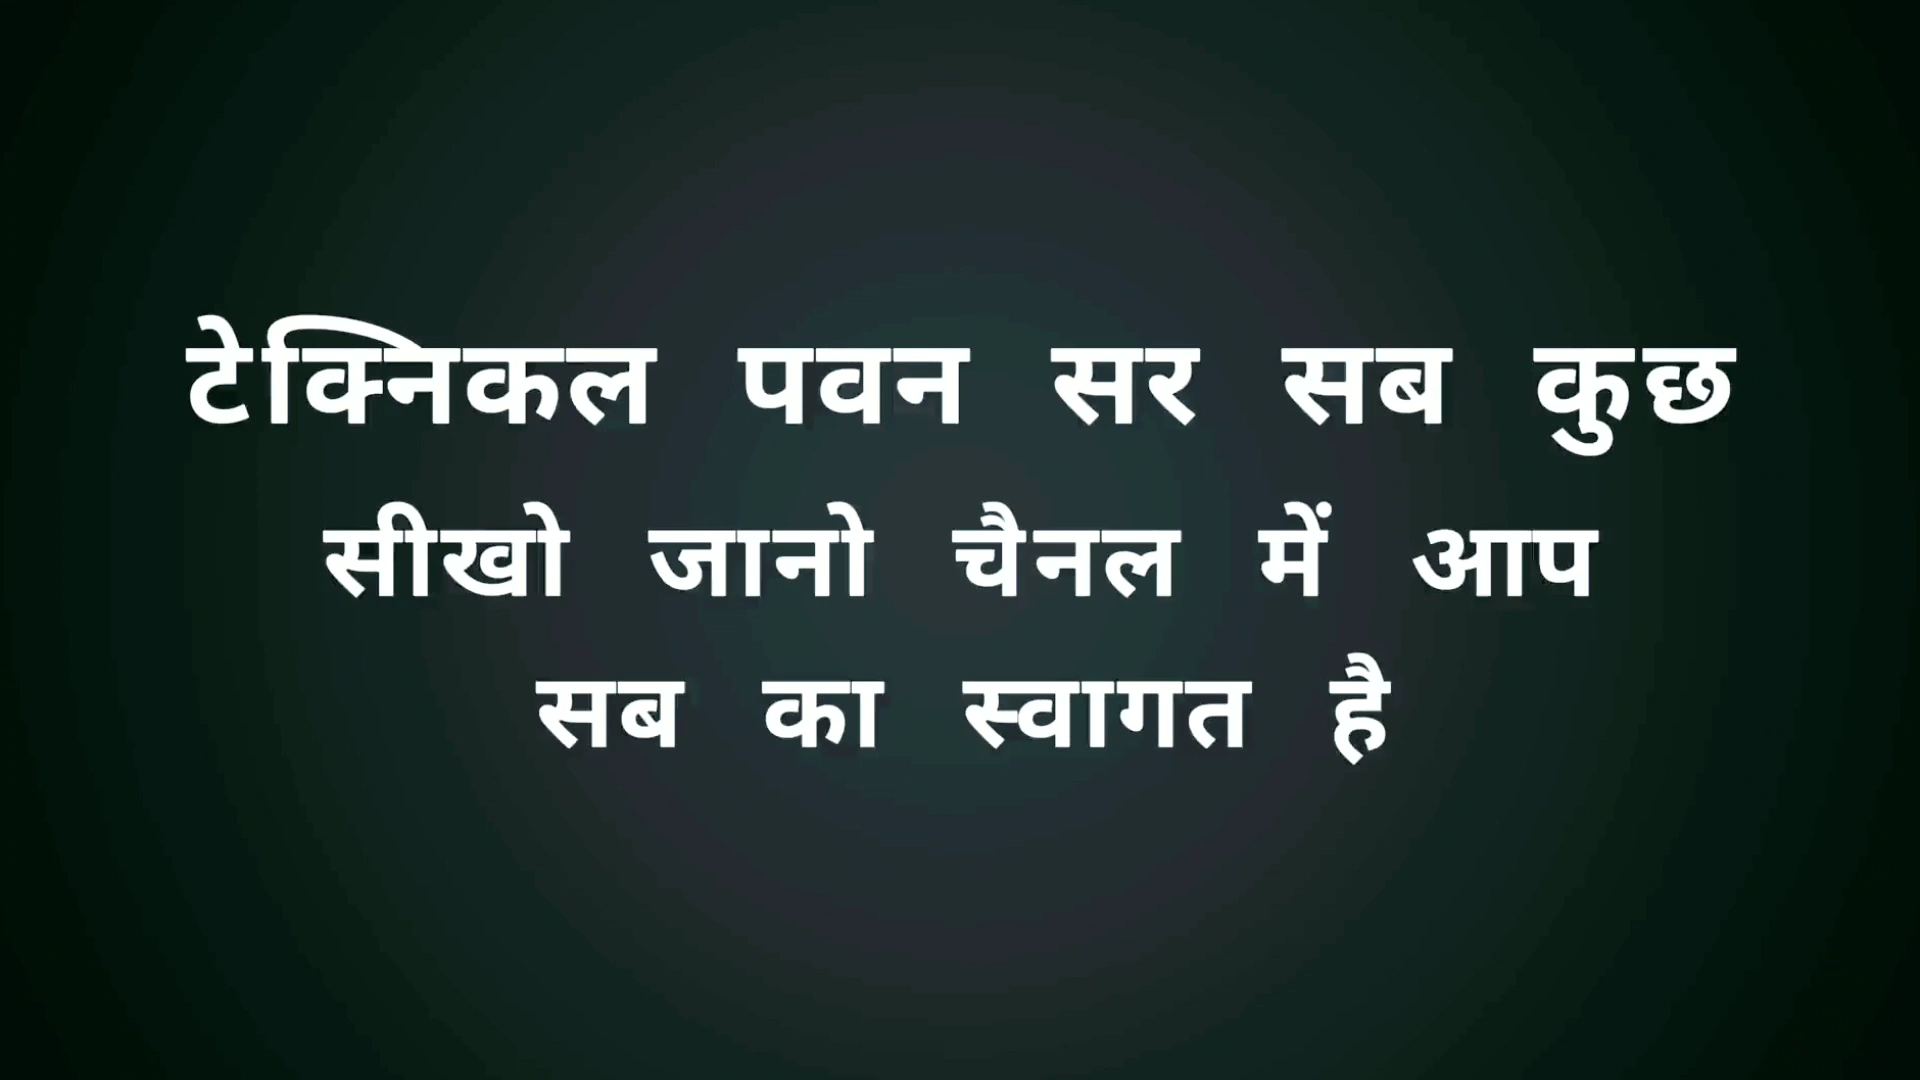 टेक्निकल पवन सर सब कुछ
सीखो जानो चैनल में आप
सब का स्वागत है